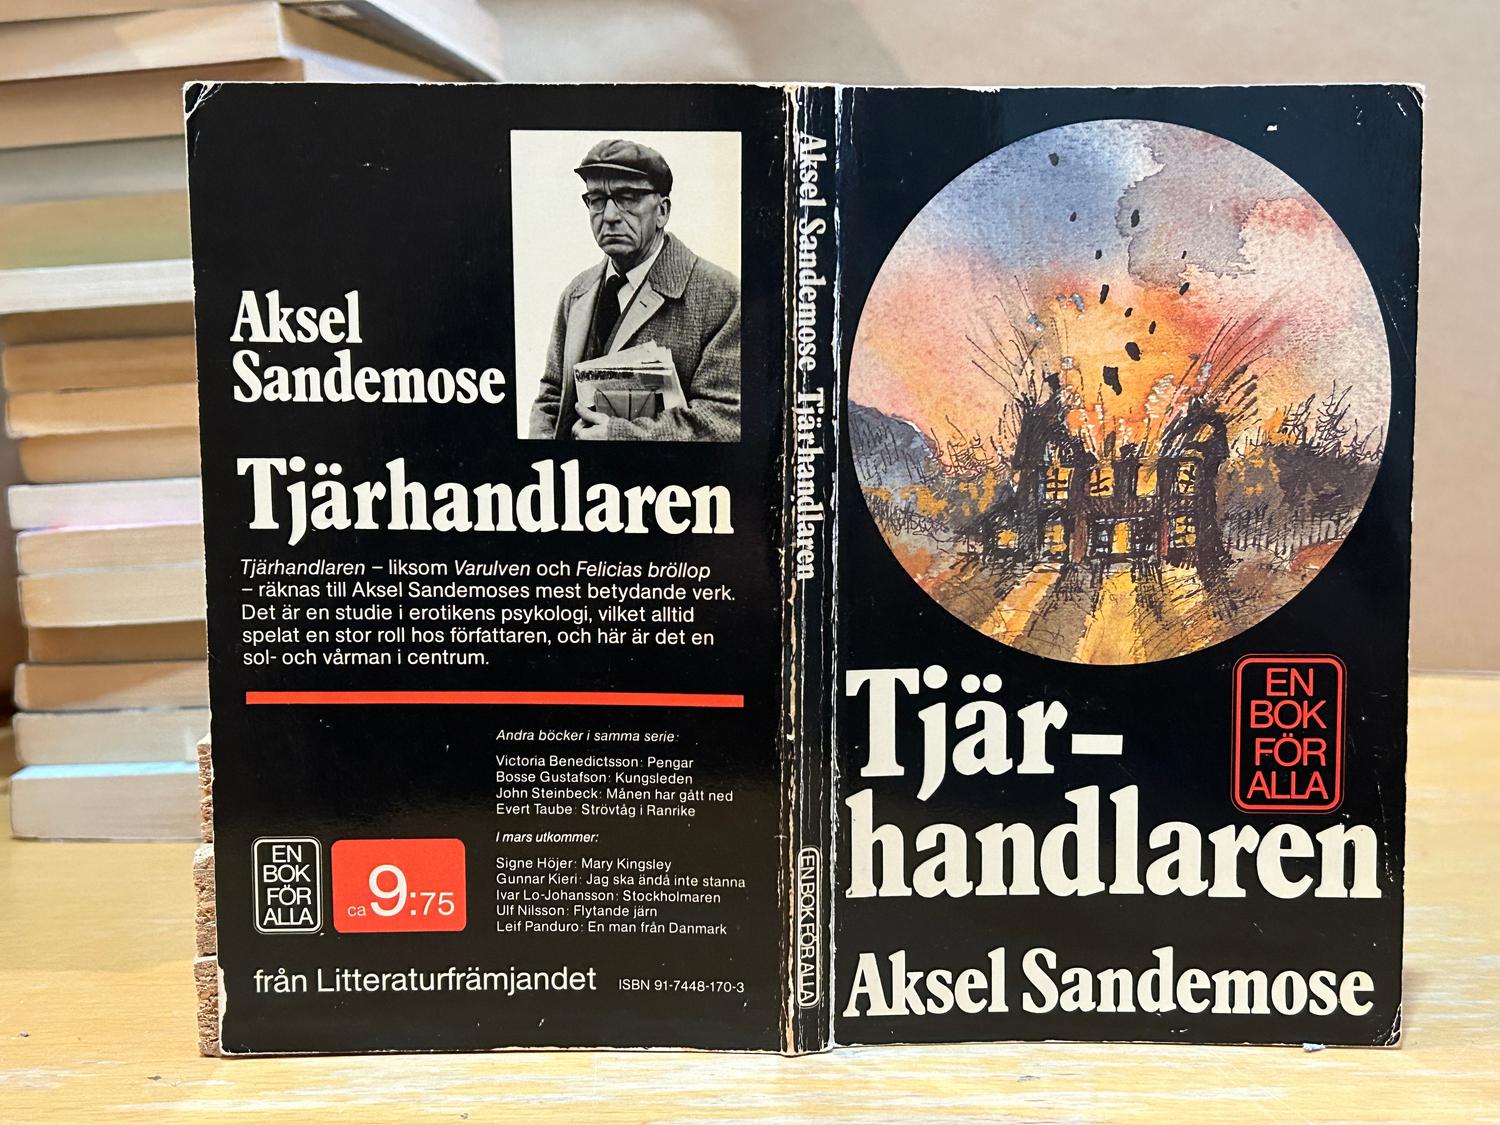 Aksel
Sandemose
Tjärhandlaren
Tjärhandlaren – liksom Varulven och Felicias bröllop
– räknas till Aksel Sandemoses mest betydande verk.
Det är en studie i erotikens psykologi, vilket alltid
spelat en stor roll hos författaren, och här är det en
sol- och vårman i centrum.
Andra böcker i samma serie:
Victoria Benedictsson: Pengar
Bosse Gustafson: Kungsleden
John Steinbeck: Månen har gått ned
Evert Taube: Strövtåg i Ranrike
I mars utkommer:
Signe Höjer: Mary Kingsley
Gunnar Kieri: Jag ska ändå inte stanna
Ivar Lo-Johansson: Stockholmaren
Ulf Nilsson: Flytande järn
Leif Panduro: En man från Danmark
EN
BOK
FÖR
ALLA
ca 9:75
från Litteraturfrämjandet
ISBN 91-7448-170-3
Aksel Sandemose Tjärhandlaren
EN BOK FÖR ALLA
Tjär-
handlaren
EN
BOK
FÖR
ALLA
Aksel Sandemose